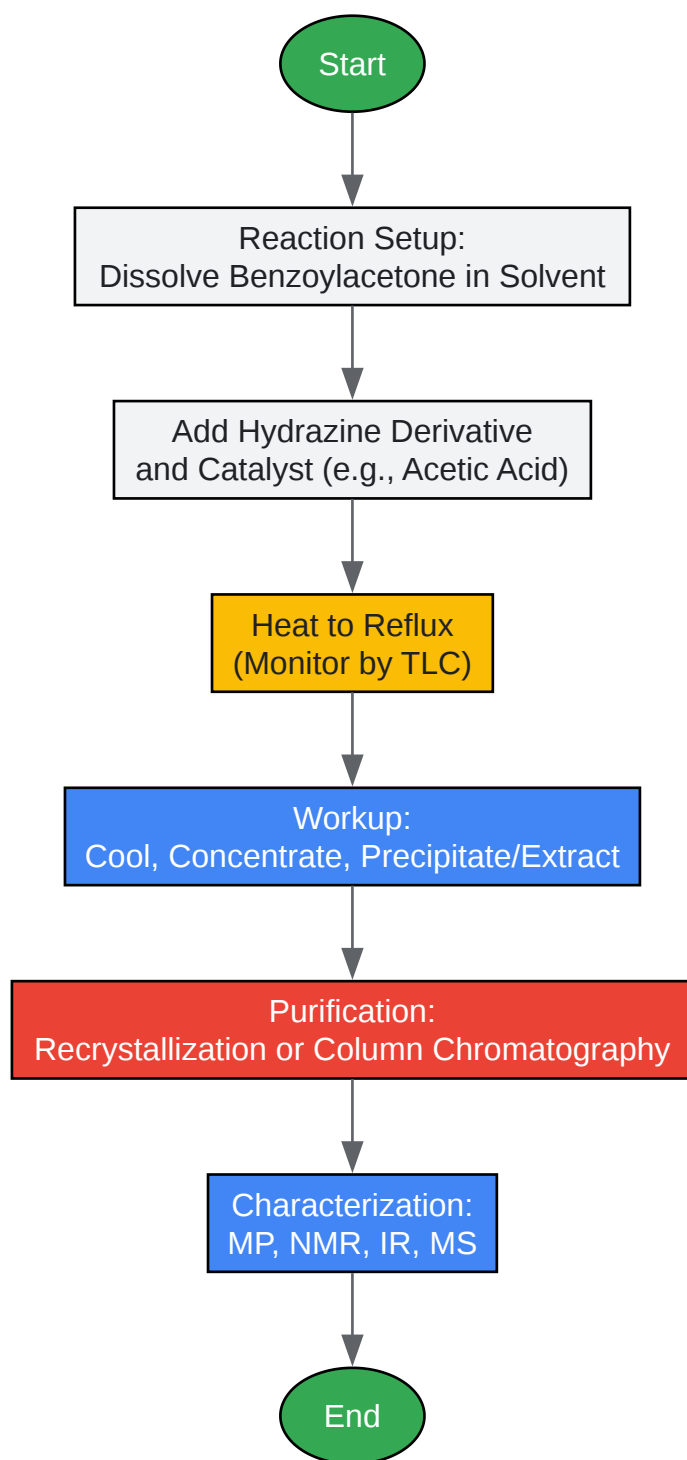 Start
Reaction Setup:
Dissolve Benzoylacetone in Solvent
Add Hydrazine Derivative
and Catalyst (e.g., Acetic Acid)
Heat to Reflux
(Monitor by TLC)
Workup:
Cool, Concentrate, Precipitate/Extract
Purification:
Recrystallization or Column Chromatography
Characterization:
MP, NMR, IR, MS
End